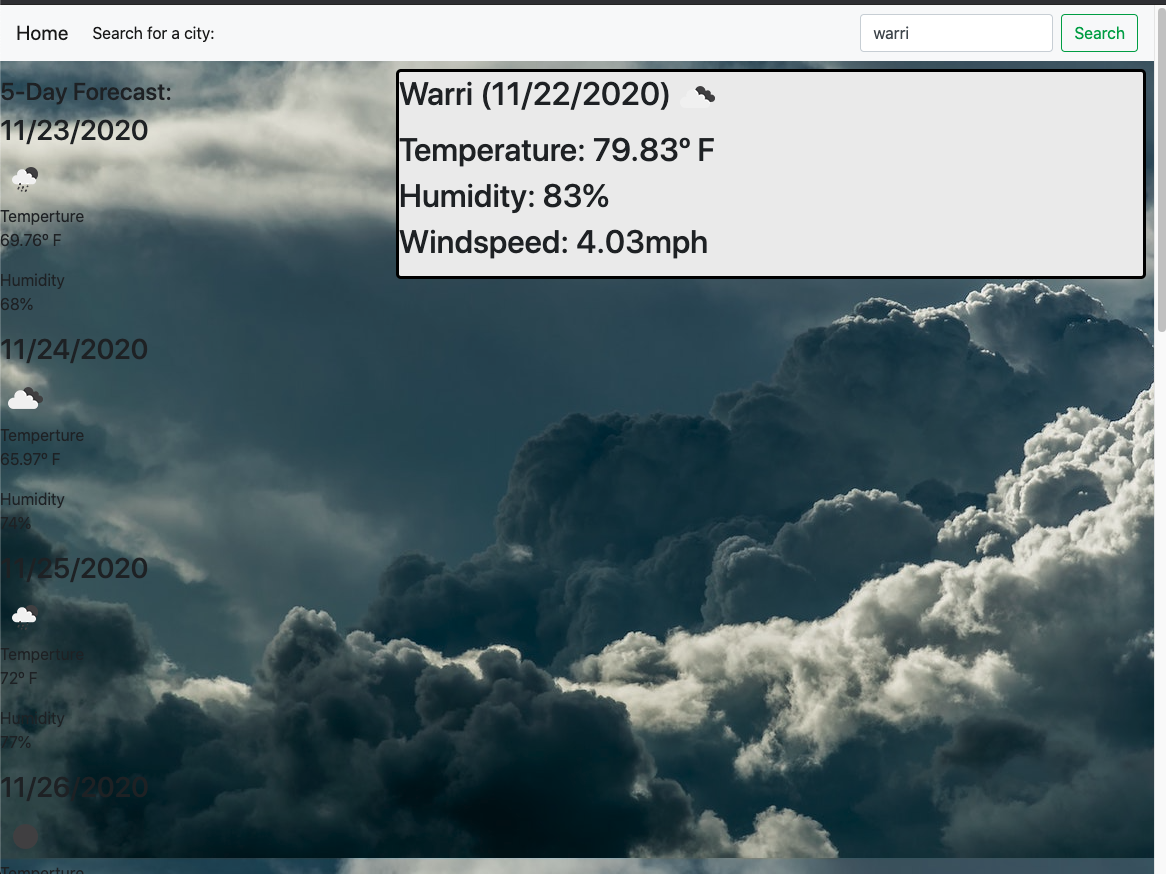 Home Search for a city: warri Search
5-Day Forecast:
11/23/2020
Temperture
69.76º F
Humidity
68%
11/24/2020
Temperture
65.97º F
Humidity
74%
11/25/2020
Temperture
72º F
Humidity
77%
11/26/2020
Temperture
Warri (11/22/2020)
Temperature: 79.83º F
Humidity: 83%
Windspeed: 4.03mph